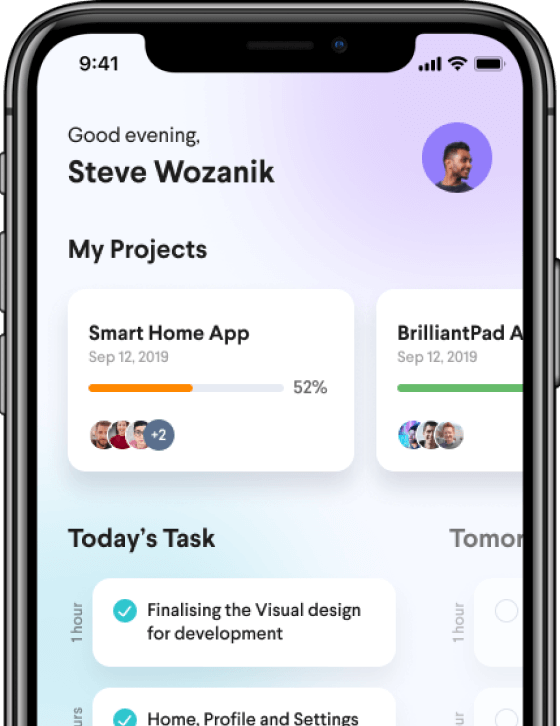 9:41
Good evening,
Steve Wozanik
My Projects
Smart Home App
Sep 12, 2019
52%
+2
BrilliantPad A
Sep 12, 2019
Today’s Task
Tomor
1 hour
Finalising the Visual design
for development
1 hour
urs
Home, Profile and Settings
ur